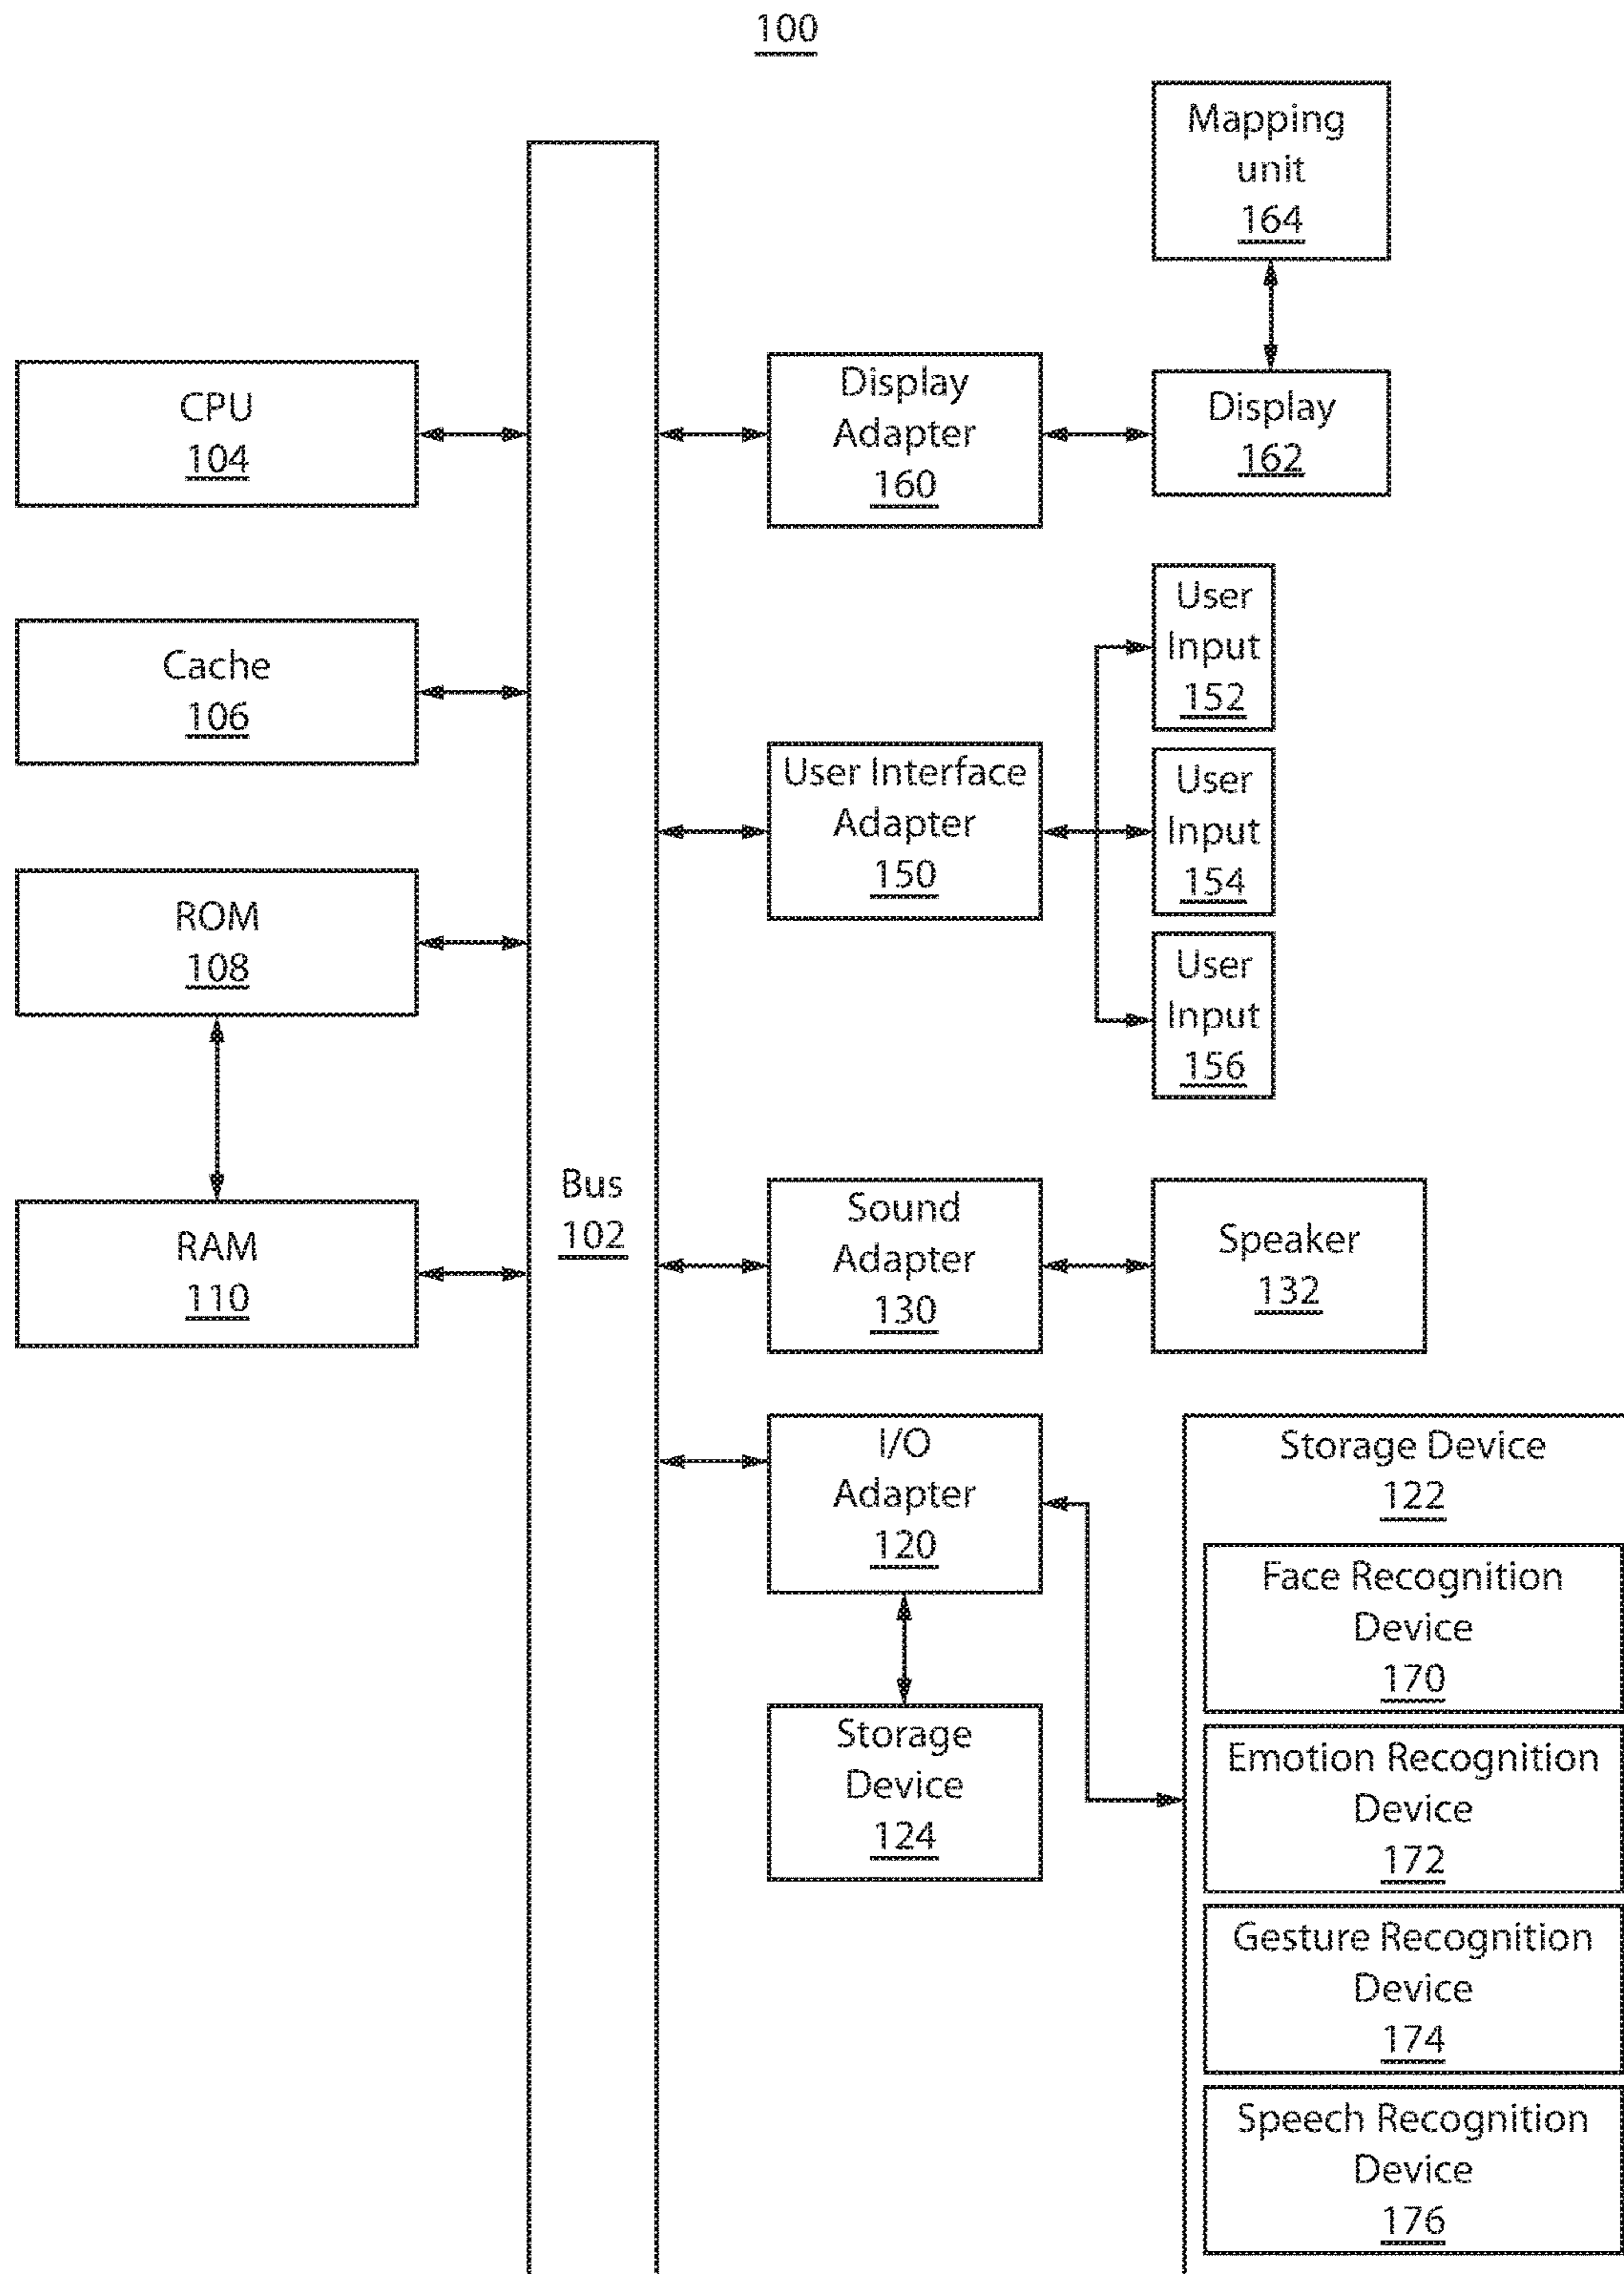 100
Mapping
unit
164
CPU
104
Display
Adapter
160
Display
162
User
Input
152
Cache
106
User Interface
Adapter
150
User
Input
154
ROM
108
User
Input
156
Bus
102
RAM
110
Sound
Adapter
130
Speaker
132
I/O
Adapter
120
Storage Device
122
Face Recognition
Device
170
Storage
Device
124
Emotion Recognition
Device
172
Gesture Recognition
Device
174
Speech Recognition
Device
176